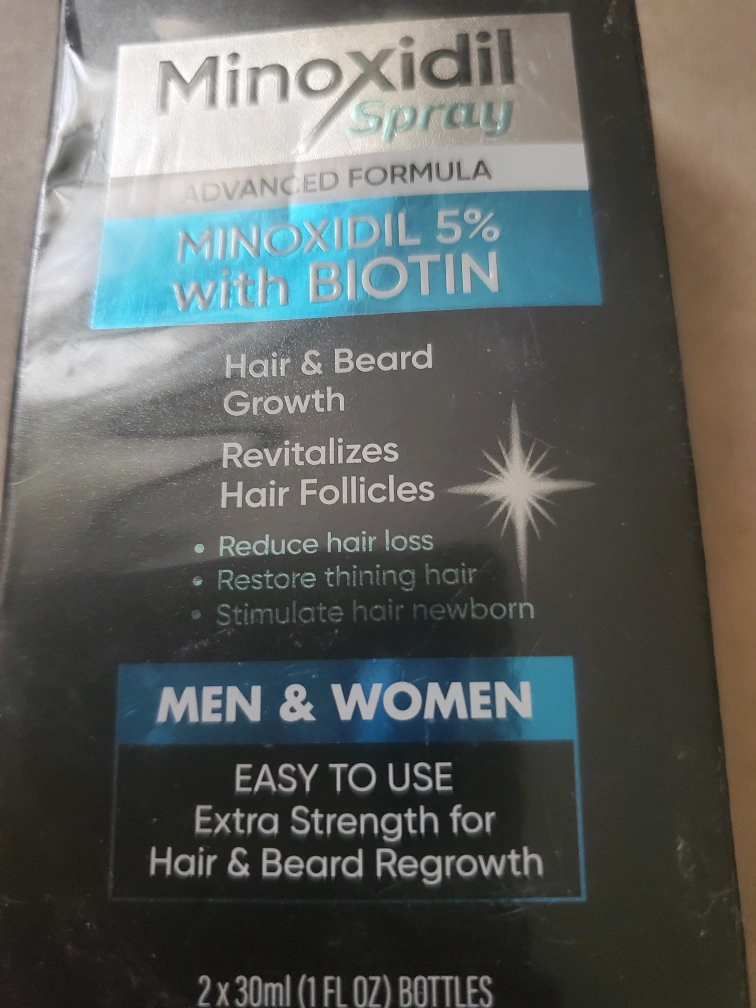 Minoxidil
Spray
ADVANCED FORMULA
MINOXIDIL 5%
with BIOTIN
Hair & Beard
Growth
Revitalizes
Hair Follicles
• Reduce hair loss
• Restore thining hair
• Stimulate hair newborn
MEN & WOMEN
EASY TO USE
Extra Strength for
Hair & Beard Regrowth
2 x 30ml (1 FL OZ) BOTTLES